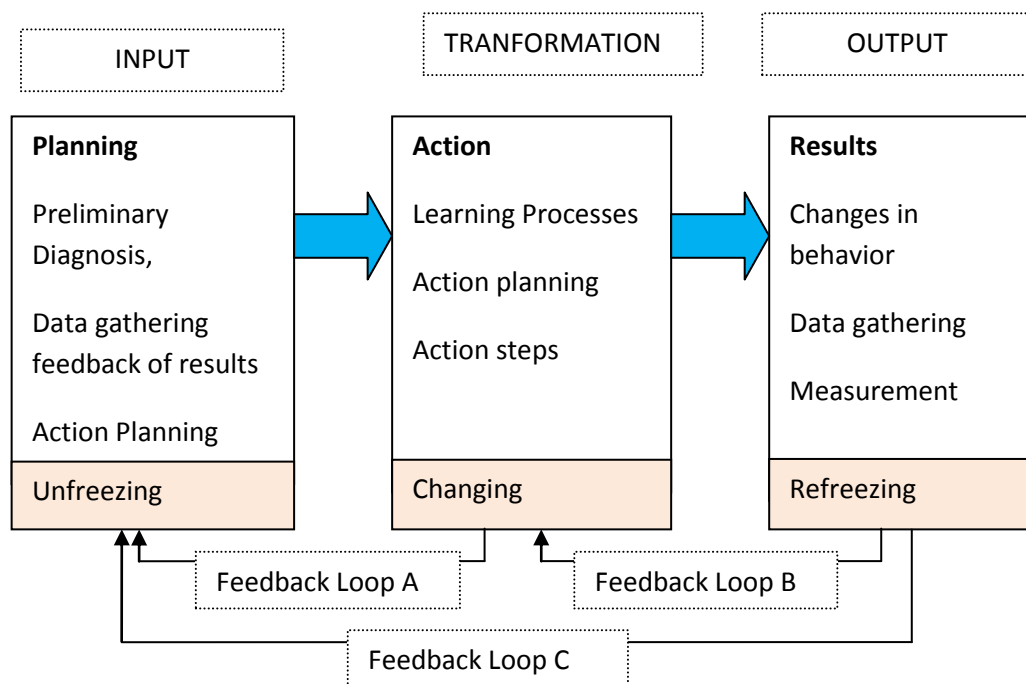 INPUT
TRANFORMATION
OUTPUT
Planning
Preliminary
Diagnosis,
Data gathering
feedback of results
Action Planning
Unfreezing
Action
Learning Processes
Action planning
Action steps
Changing
Results
Changes in
behavior
Data gathering
Measurement
Refreezing
Feedback Loop A
Feedback Loop B
Feedback Loop C